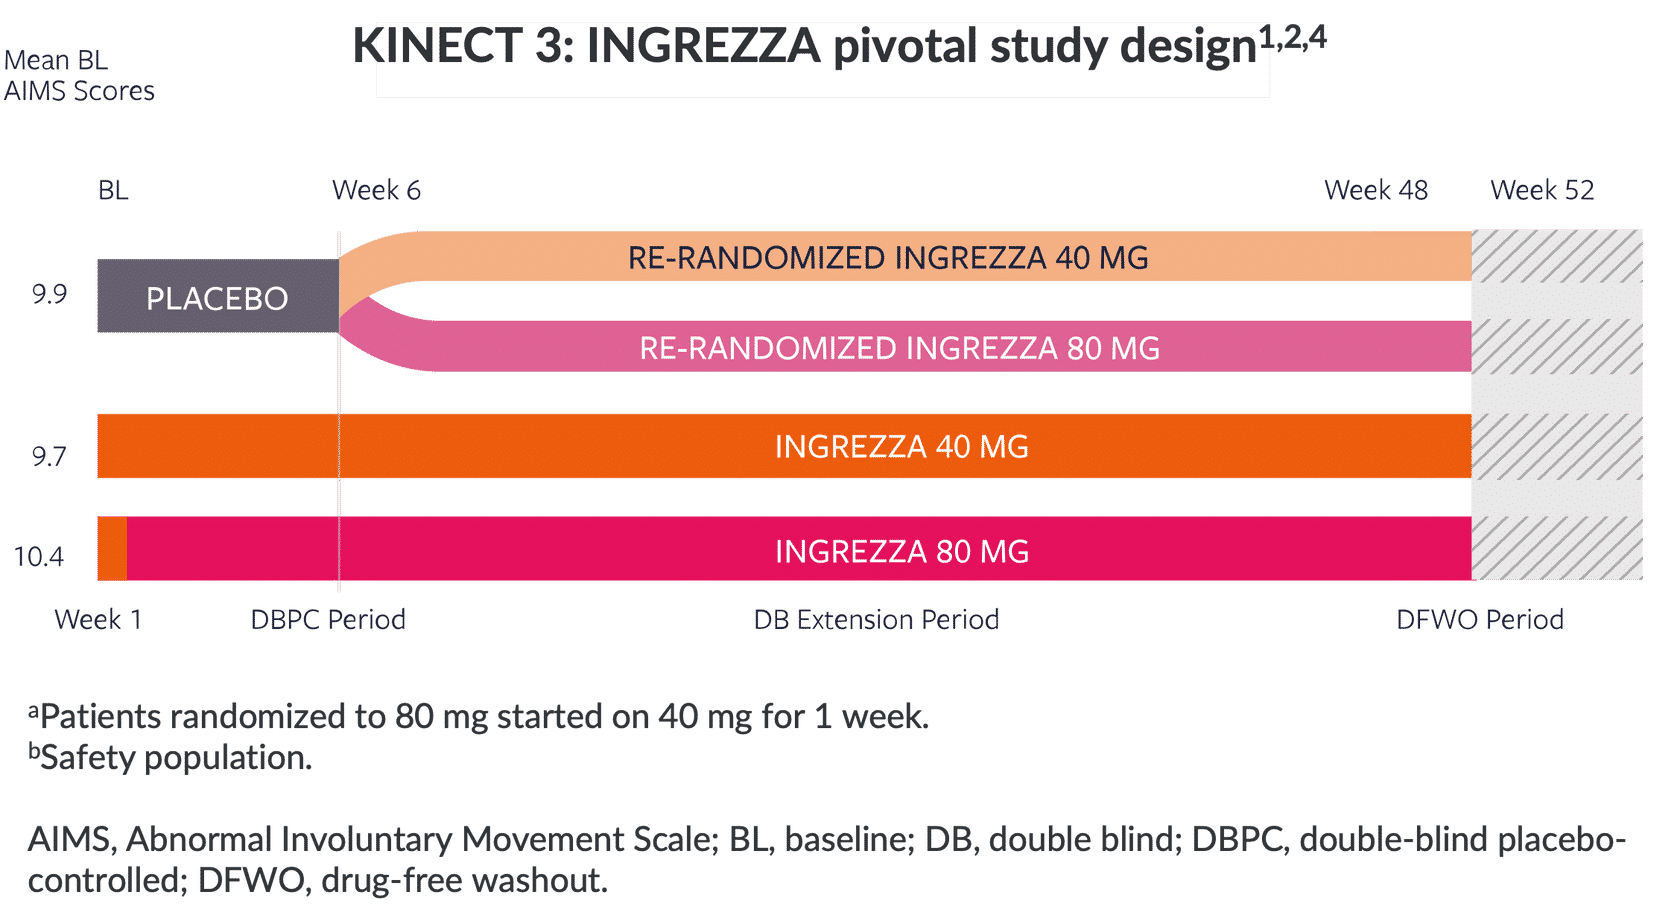 KINECT 3: INGREZZA pivotal study design1,2,4
Mean BL
AIMS Scores
BL
Week 6
Week 48
Week 52
9.9
PLACEBO
RE-RANDOMIZED INGREZZA 40 MG
RE-RANDOMIZED INGREZZA 80 MG
9.7
INGREZZA 40 MG
10.4
INGREZZA 80 MG
Week 1
DBPC Period
DB Extension Period
DFWO Period
aPatients randomized to 80 mg started on 40 mg for 1 week.
bSafety population.
AIMS, Abnormal Involuntary Movement Scale; BL, baseline; DB, double blind; DBPC, double-blind placebo-
controlled; DFWO, drug-free washout.